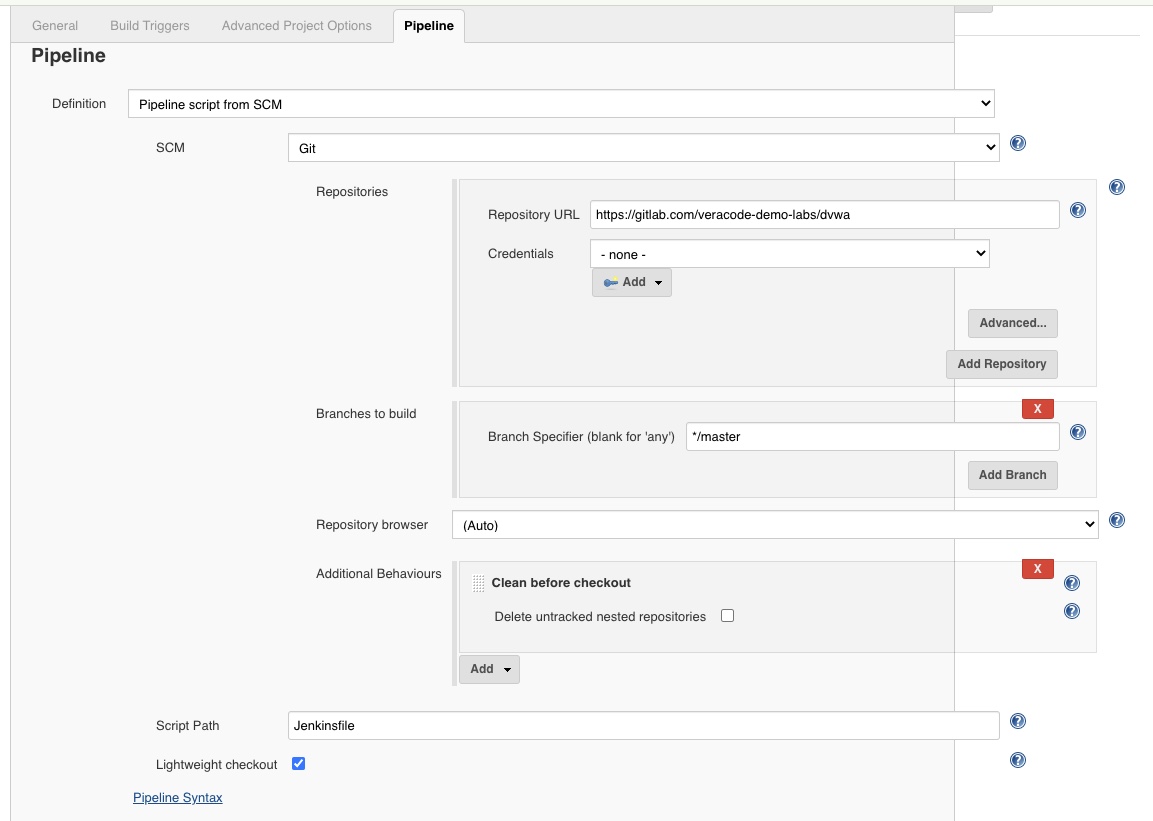 General Build Triggers Advanced Project Options Pipeline
Pipeline
Definition Pipeline script from SCM
SCM Git
Repositories
Repository URL https://gitlab.com/veracode-demo-labs/dvwa
Credentials - none -
Add
Advanced...
Add Repository
Branches to build X
Branch Specifier (blank for 'any') */master
Add Branch
Repository browser (Auto)
Additional Behaviours X
Clean before checkout
Delete untracked nested repositories
Add
Script Path Jenkinsfile
Lightweight checkout
Pipeline Syntax